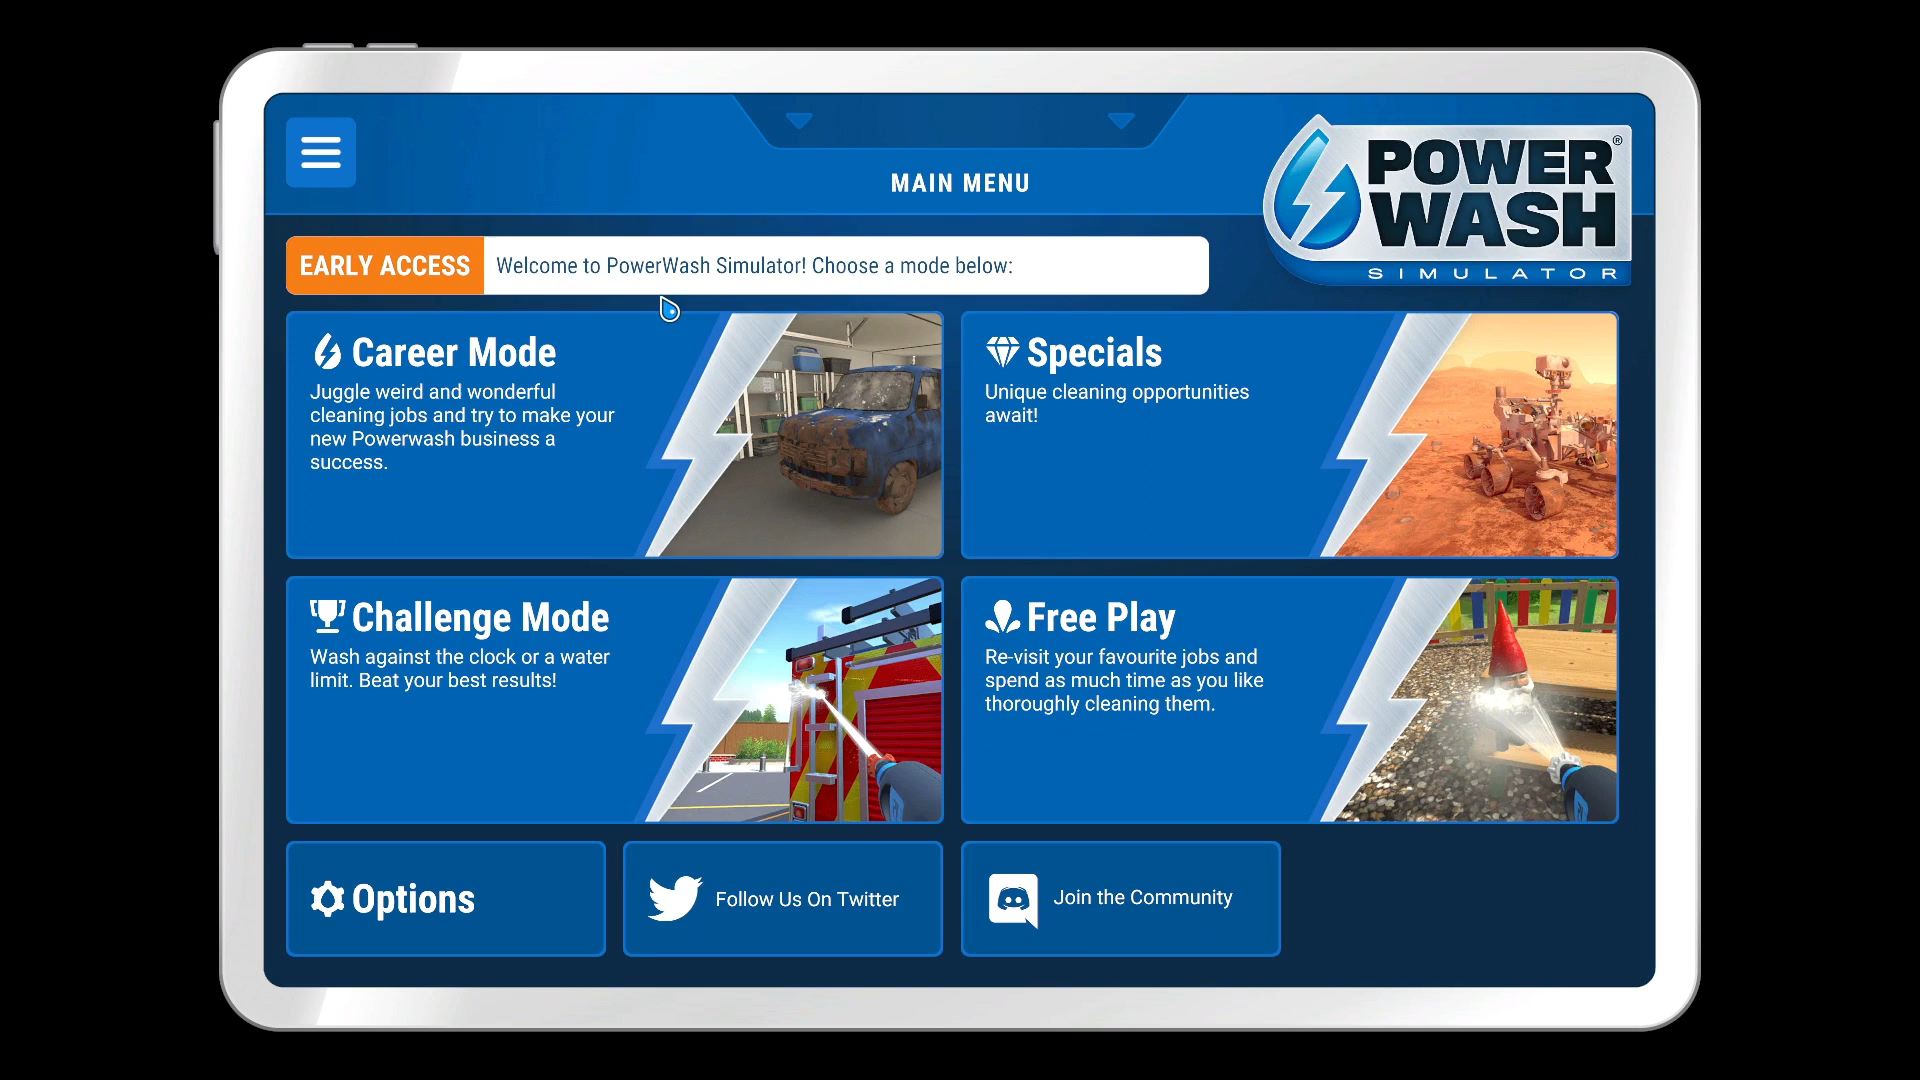 MAIN MENU
POWER®
WASH
SIMULATOR
EARLY ACCESS Welcome to PowerWash Simulator! Choose a mode below:
Career Mode
Juggle weird and wonderful
cleaning jobs and try to make your
new Powerwash business a
success.
Specials
Unique cleaning opportunities
await!
Challenge Mode
Wash against the clock or a water
limit. Beat your best results!
Free Play
Re-visit your favourite jobs and
spend as much time as you like
thoroughly cleaning them.
Options
Follow Us On Twitter
Join the Community